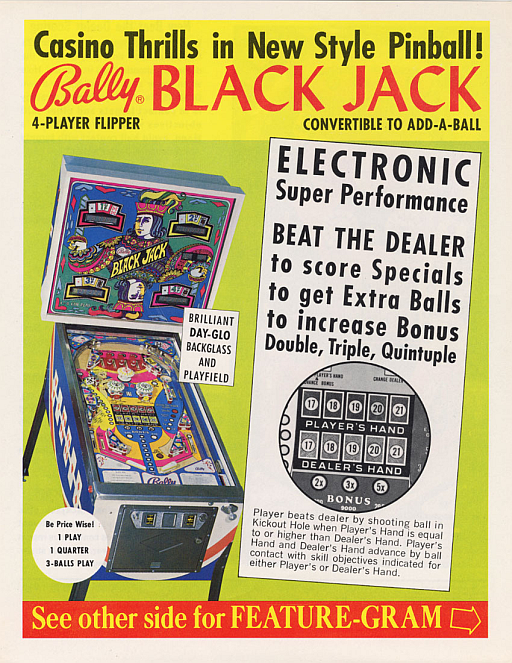 Casino Thrills in New Style Pinball!
Bally® BLACK JACK
4-PLAYER FLIPPER
CONVERTIBLE TO ADD-A-BALL
ELECTRONIC
Super Performance
BEAT THE DEALER
to score Specials
to get Extra Balls
to increase Bonus
Double, Triple, Quintuple
BLACK JACK
BRILLIANT
DAY-GLO
BACKGLASS
AND
PLAYFIELD
Bally
CHANGE DEALER
17 18 19 20 21
PLAYER'S HAND
17 18 19 20 21
DEALER'S HAND
2x 3x 5x
BONUS
Player beats dealer by shooting ball in
Kickout Hole when Player's Hand is equal
to or higher than Dealer's Hand. Player's
Hand and Dealer's Hand advance by ball
contact with skill objectives indicated for
either Player's or Dealer's Hand.
Be Price Wise!
1 PLAY
1 QUARTER
3-BALLS PLAY
See other side for FEATURE-GRAM